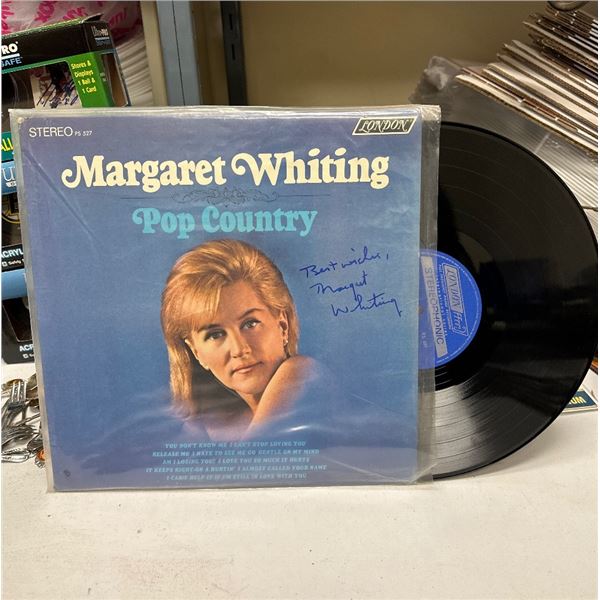 STEREO PS 527
LONDON
Margaret Whiting
Pop Country
Best wishes,
Margaret
Whiting
YOU DON'T KNOW ME I CAN'T STOP LOVING YOU
RELEASE ME I HATE TO SEE ME GO GENTLE ON MY MIND
AM I LOSING YOU? I LOVE YOU SO MUCH IT HURTS
IT KEEPS RIGHT-ON A HURTIN' I ALMOST CALLED YOUR NAME
I CAN'T HELP IT IF I'M STILL IN LOVE WITH YOU
LONDON
STEREOPHONIC
Stores &
Displays
1 Ball &
1 Card